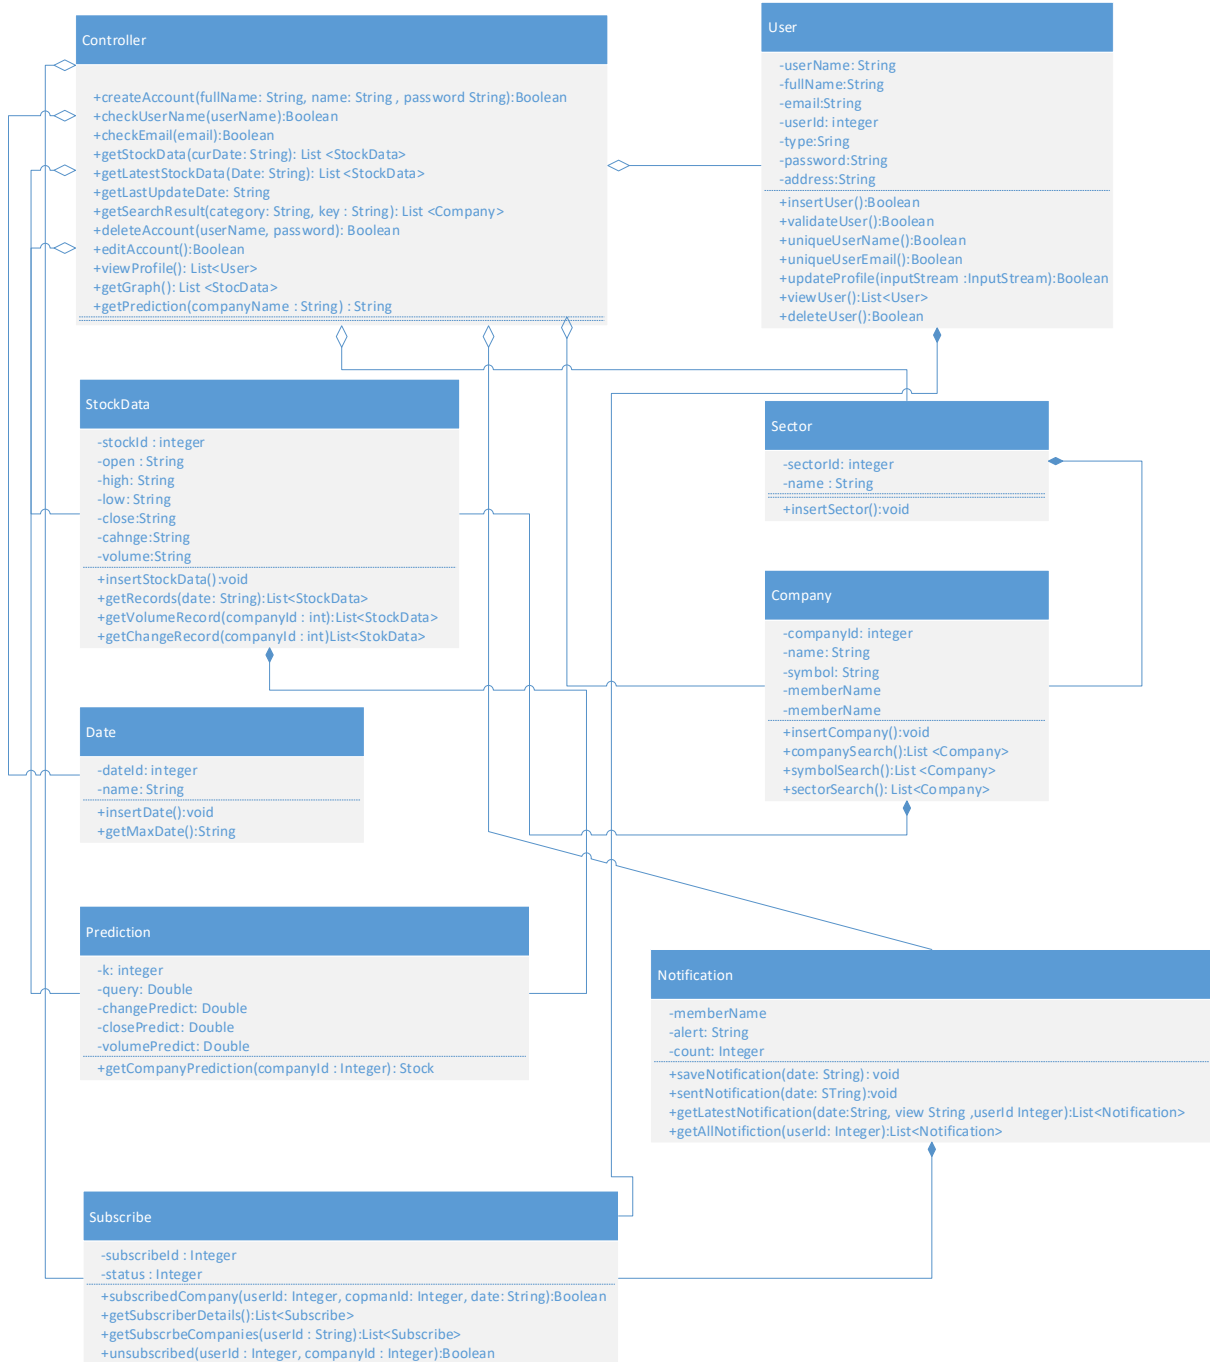 Controller
+createAccount(fullName: String, name: String , password String):Boolean
+checkUserName(userName):Boolean
+checkEmail(email):Boolean
+getStockData(curDate: String): List <StockData>
+getLatestStockData(Date: String): List <StockData>
+getLastUpdateDate: String
+getSearchResult(category: String, key : String): List <Company>
+deleteAccount(userName, password): Boolean
+editAccount():Boolean
+viewProfile(): List<User>
+getGraph(): List <StocData>
+getPrediction(companyName : String) : String
User
-userName: String
-fullName:String
-email:String
-userId: integer
-type:Sring
-password:String
-address:String
+insertUser():Boolean
+validateUser():Boolean
+uniqueUserName():Boolean
+uniqueUserEmail():Boolean
+updateProfile(inputStream :InputStream):Boolean
+viewUser():List<User>
+deleteUser():Boolean
StockData
-stockId : integer
-open : String
-high: String
-low: String
-close:String
-cahnge:String
-volume:String
+insertStockData():void
+getRecords(date: String):List<StockData>
+getVolumeRecord(companyId : int):List<StockData>
+getChangeRecord(companyId : int)List<StokData>
Sector
-sectorId: integer
-name : String
+insertSector():void
Company
-companyId: integer
-name: String
-symbol: String
-memberName
-memberName
+insertCompany():void
+companySearch():List <Company>
+symbolSearch():List <Company>
+sectorSearch(): List<Company>
Date
-dateId: integer
-name: String
+insertDate():void
+getMaxDate():String
Prediction
-k: integer
-query: Double
-changePredict: Double
-closePredict: Double
-volumePredict: Double
+getCompanyPrediction(companyId : Integer): Stock
Notification
-memberName
-alert: String
-count: Integer
+saveNotification(date: String): void
+sentNotification(date: STring):void
+getLatestNotification(date:String, view String ,userId Integer):List<Notification>
+getAllNotifiction(userId: Integer):List<Notification>
Subscribe
-subscribeId : Integer
-status : Integer
+subscribedCompany(userId: Integer, copmanId: Integer, date: String):Boolean
+getSubscriberDetails():List<Subscribe>
+getSubscrbeCompanies(userId : String):List<Subscribe>
+unsubscribed(userId : Integer, companyId : Integer):Boolean